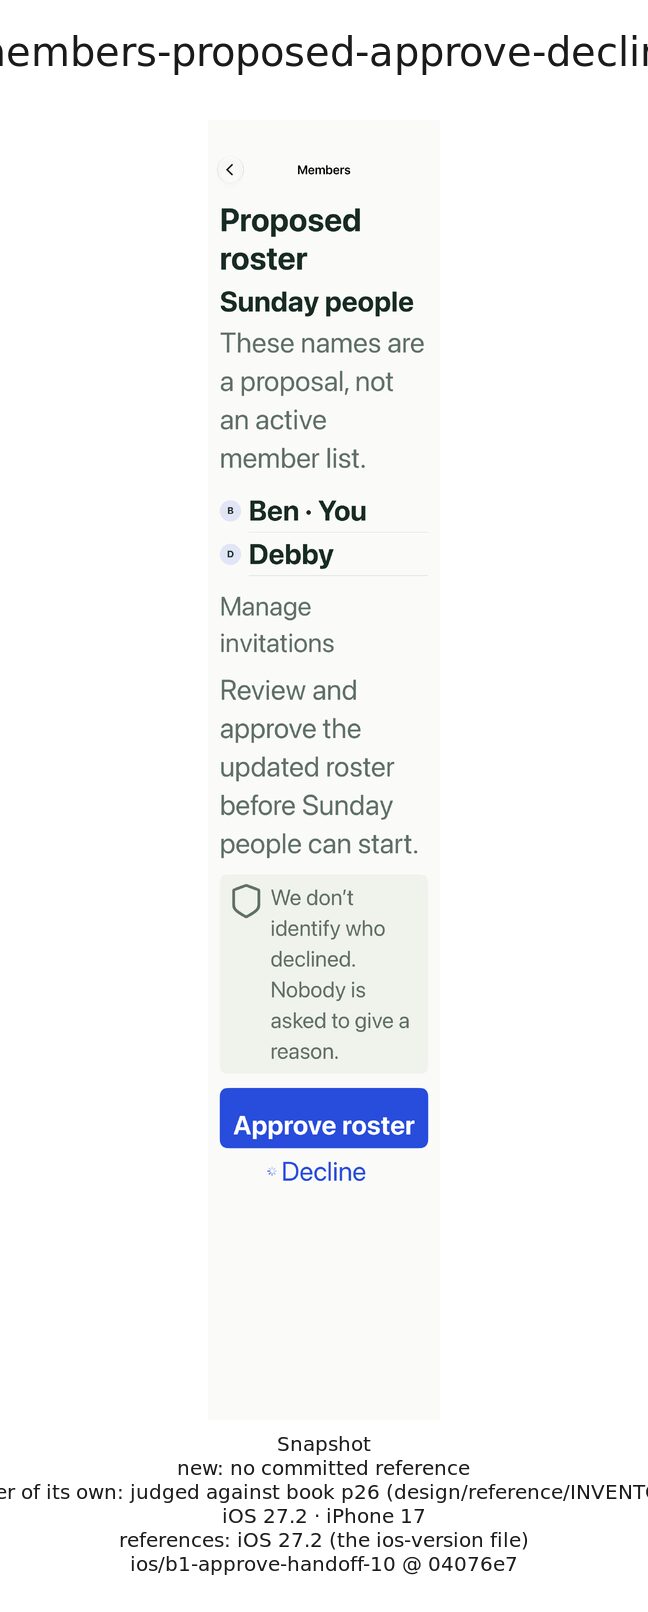 embers-proposed-approve-declin
Members
Proposed
roster
Sunday people
These names are
a proposal, not
an active
member list.
B Ben · You
D Debby
Manage
invitations
Review and
approve the
updated roster
before Sunday
people can start.
We don’t
identify who
declined.
Nobody is
asked to give a
reason.
Approve roster
Decline
Snapshot
new: no committed reference
er of its own: judged against book p26 (design/reference/INVENTO
iOS 27.2 · iPhone 17
references: iOS 27.2 (the ios-version file)
ios/b1-approve-handoff-10 @ 04076e7